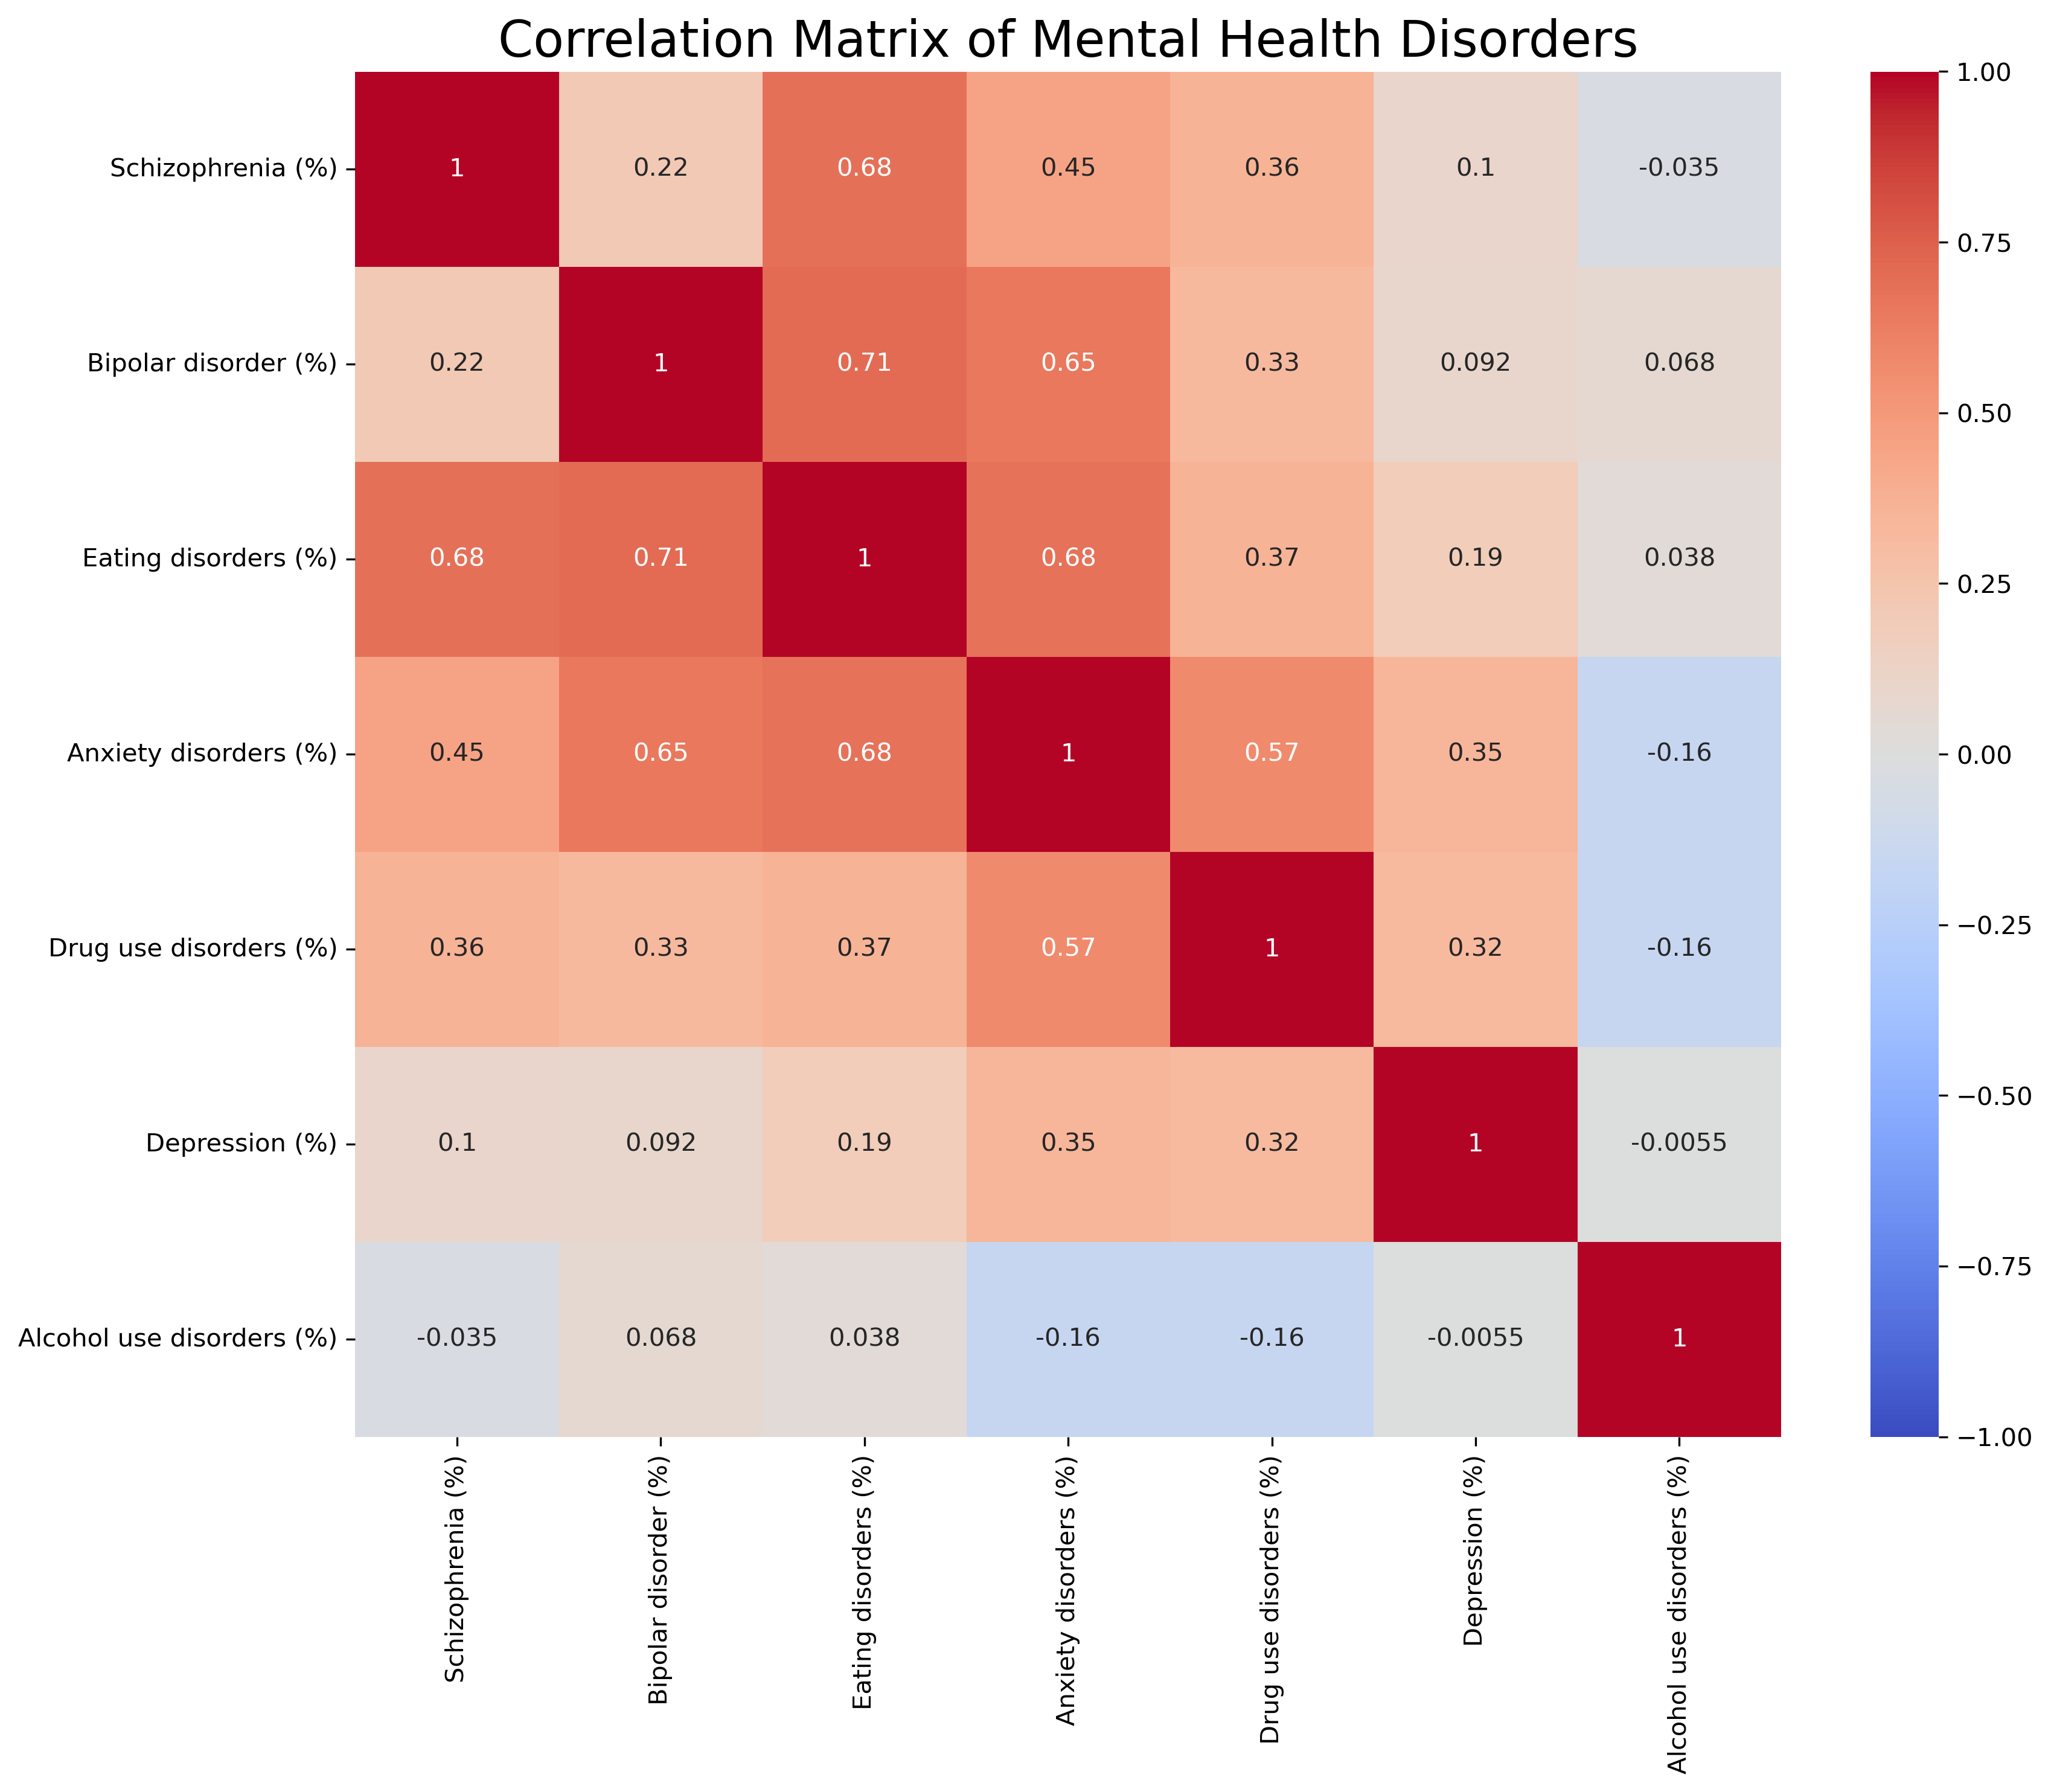 Correlation Matrix of Mental Health Disorders
Schizophrenia (%) 1 0.22 0.68 0.45 0.36 0.1 -0.035
Bipolar disorder (%) 0.22 1 0.71 0.65 0.33 0.092 0.068
Eating disorders (%) 0.68 0.71 1 0.68 0.37 0.19 0.038
Anxiety disorders (%) 0.45 0.65 0.68 1 0.57 0.35 -0.16
Drug use disorders (%) 0.36 0.33 0.37 0.57 1 0.32 -0.16
Depression (%) 0.1 0.092 0.19 0.35 0.32 1 -0.0055
Alcohol use disorders (%) -0.035 0.068 0.038 -0.16 -0.16 -0.0055 1
Schizophrenia (%)
Bipolar disorder (%)
Eating disorders (%)
Anxiety disorders (%)
Drug use disorders (%)
Depression (%)
Alcohol use disorders (%)
1.00
0.75
0.50
0.25
0.00
−0.25
−0.50
−0.75
−1.00